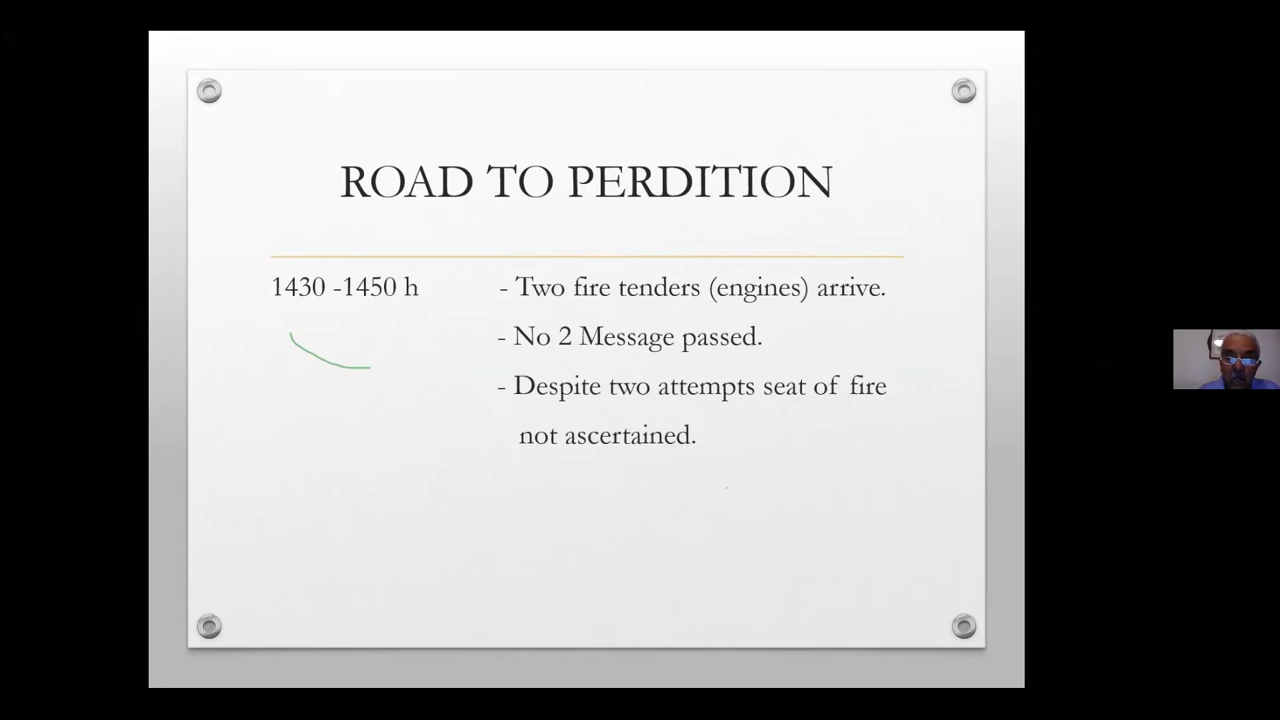 ROAD TO PERDITION
1430 -1450 h - Two fire tenders (engines) arrive.
- No 2 Message passed.
- Despite two attempts seat of fire
not ascertained.